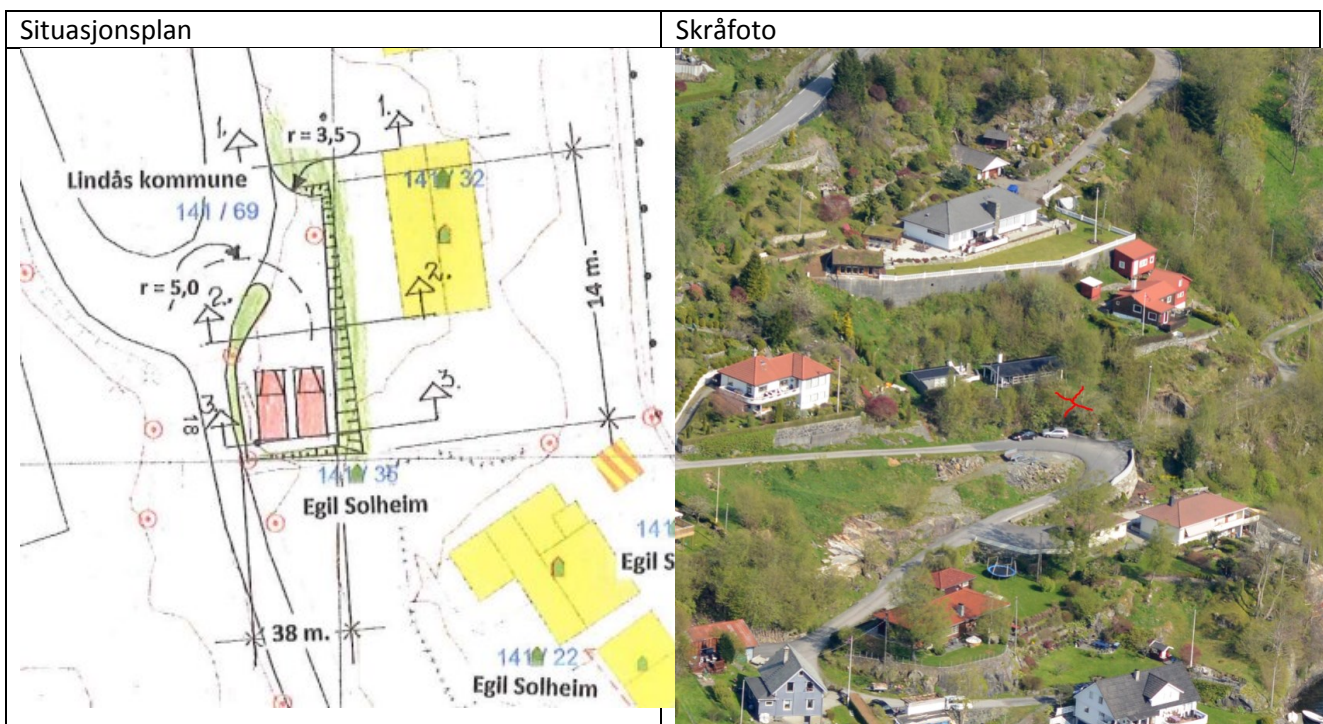 Situasjonsplan
Skråfoto
1.
1.
r = 3,5
Lindås kommune
141 / 69
141 / 32
r = 5,0
2.
2.
14 m.
3.
3.
18
141 / 35
Egil Solheim
141
Egil S
38 m.
141 / 22
Egil Solheim